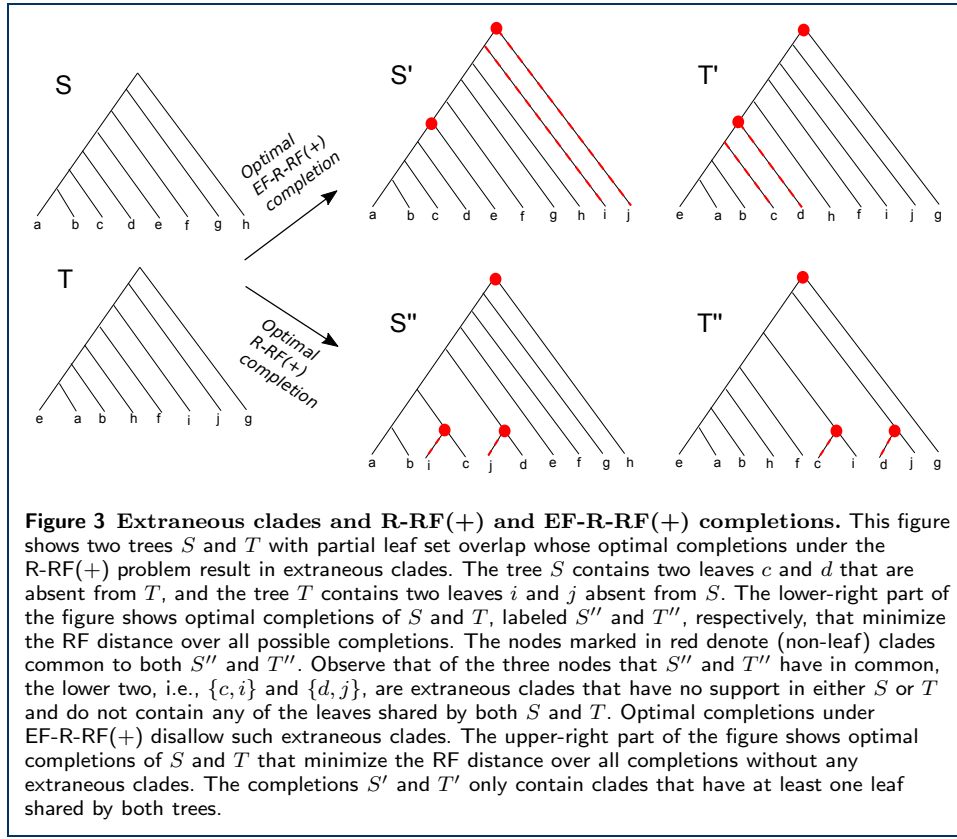 S
S'
T'
Optimal
EF-R-RF(+)
completion
a b c d e f g h
a b c d e f g h i j
e a b c d h f i j g
T
S''
T''
Optimal
R-RF(+)
completion
e a b h f i j g
a b i c j d e f g h
e a b h f c i d j g
Figure 3 Extraneous clades and R-RF(+) and EF-R-RF(+) completions. This figure
shows two trees S and T with partial leaf set overlap whose optimal completions under the
R-RF(+) problem result in extraneous clades. The tree S contains two leaves c and d that are
absent from T, and the tree T contains two leaves i and j absent from S. The lower-right part of
the figure shows optimal completions of S and T, labeled S'' and T'', respectively, that minimize
the RF distance over all possible completions. The nodes marked in red denote (non-leaf) clades
common to both S'' and T''. Observe that of the three nodes that S'' and T'' have in common,
the lower two, i.e., {c, i} and {d, j}, are extraneous clades that have no support in either S or T
and do not contain any of the leaves shared by both S and T. Optimal completions under
EF-R-RF(+) disallow such extraneous clades. The upper-right part of the figure shows optimal
completions of S and T that minimize the RF distance over all completions without any
extraneous clades. The completions S' and T' only contain clades that have at least one leaf
shared by both trees.